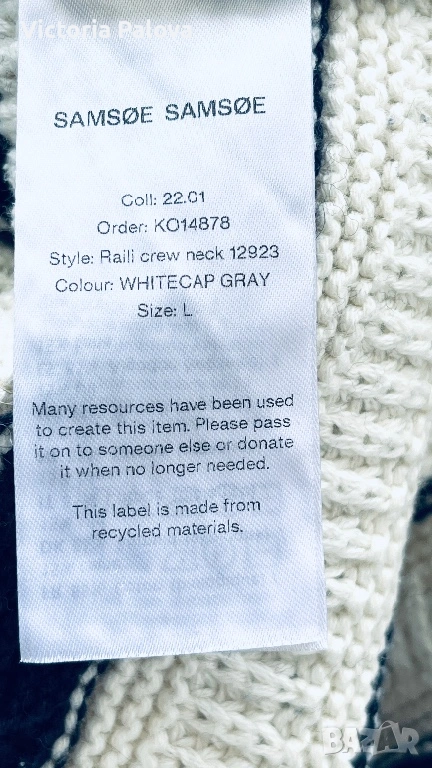 Victoria Palova
SAMSØE SAMSØE
Coll: 22.01
Order: KO14878
Style: Raili crew neck 12923
Colour: WHITECAP GRAY
Size: L
Many resources have been used
to create this item. Please pass
it on to someone else or donate
it when no longer needed.
This label is made from
recycled materials.
BAZAR